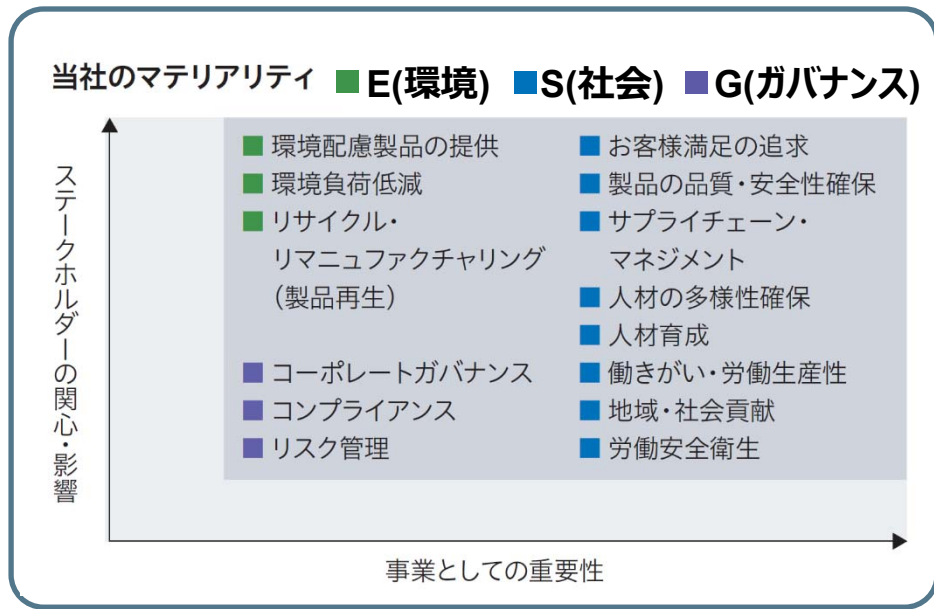 当社のマテリアリティ ■E(環境) ■S(社会) ■G(ガバナンス)
ステークホルダーの関心・影響
■ 環境配慮製品の提供
■ 環境負荷低減
■ リサイクル・
リマニュファクチャリング
（製品再生）
■ コーポレートガバナンス
■ コンプライアンス
■ リスク管理
■ お客様満足の追求
■ 製品の品質・安全性確保
■ サプライチェーン・
マネジメント
■ 人材の多様性確保
■ 人材育成
■ 働きがい・労働生産性
■ 地域・社会貢献
■ 労働安全衛生
事業としての重要性